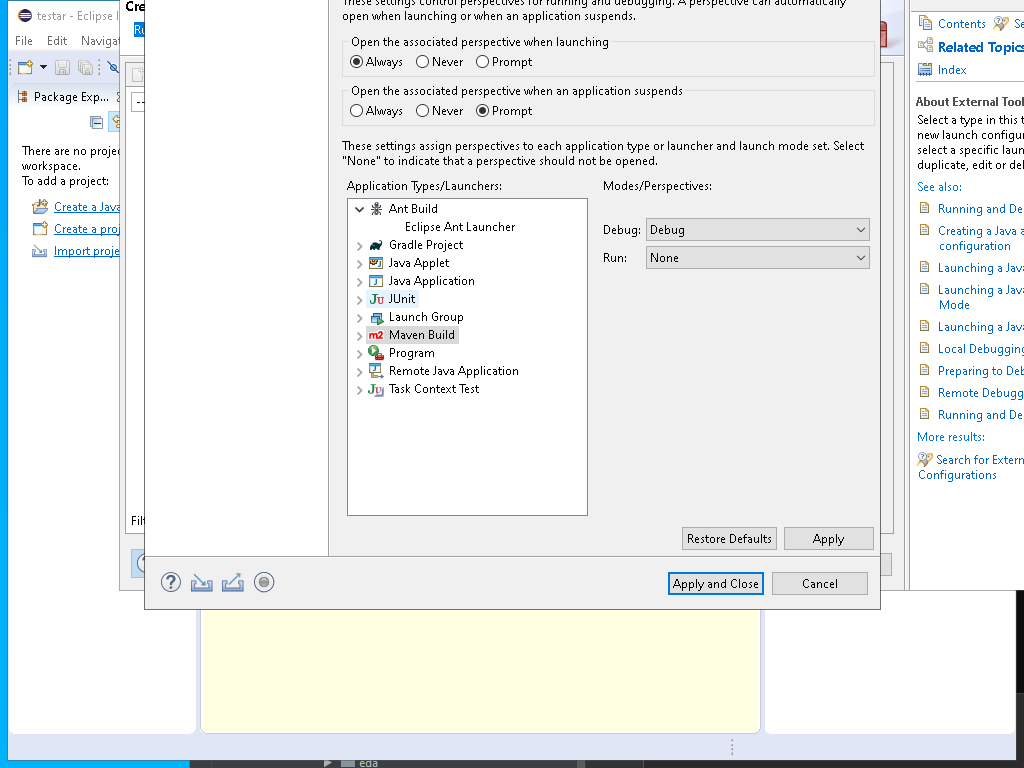 testar - Eclipse
Cre
File Edit Naviga
Package Exp...
There are no proje
workspace.
To add a project:
Create a Java
Create a proj
Import proje
These settings control perspectives for running and debugging. A perspective can automatically
open when launching or when an application suspends.
Open the associated perspective when launching
Always Never Prompt
Open the associated perspective when an application suspends
Always Never Prompt
These settings assign perspectives to each application type or launcher and launch mode set. Select
"None" to indicate that a perspective should not be opened.
Application Types/Launchers:
Modes/Perspectives:
Ant Build
Eclipse Ant Launcher
Gradle Project
Java Applet
Java Application
JUnit
Launch Group
Maven Build
Program
Remote Java Application
Task Context Test
Debug: Debug
Run: None
Filt
Restore Defaults Apply
Apply and Close Cancel
Contents Se
Related Topics
Index
About External Tool
Select a type in this t
new launch configur
select a specific laun
duplicate, edit or del
See also:
Running and De
Creating a Java a
configuration
Launching a Java
Launching a Java
Mode
Launching a Java
Local Debugging
Preparing to Deb
Remote Debugg
Running and De
More results:
Search for Extern
Configurations
eda